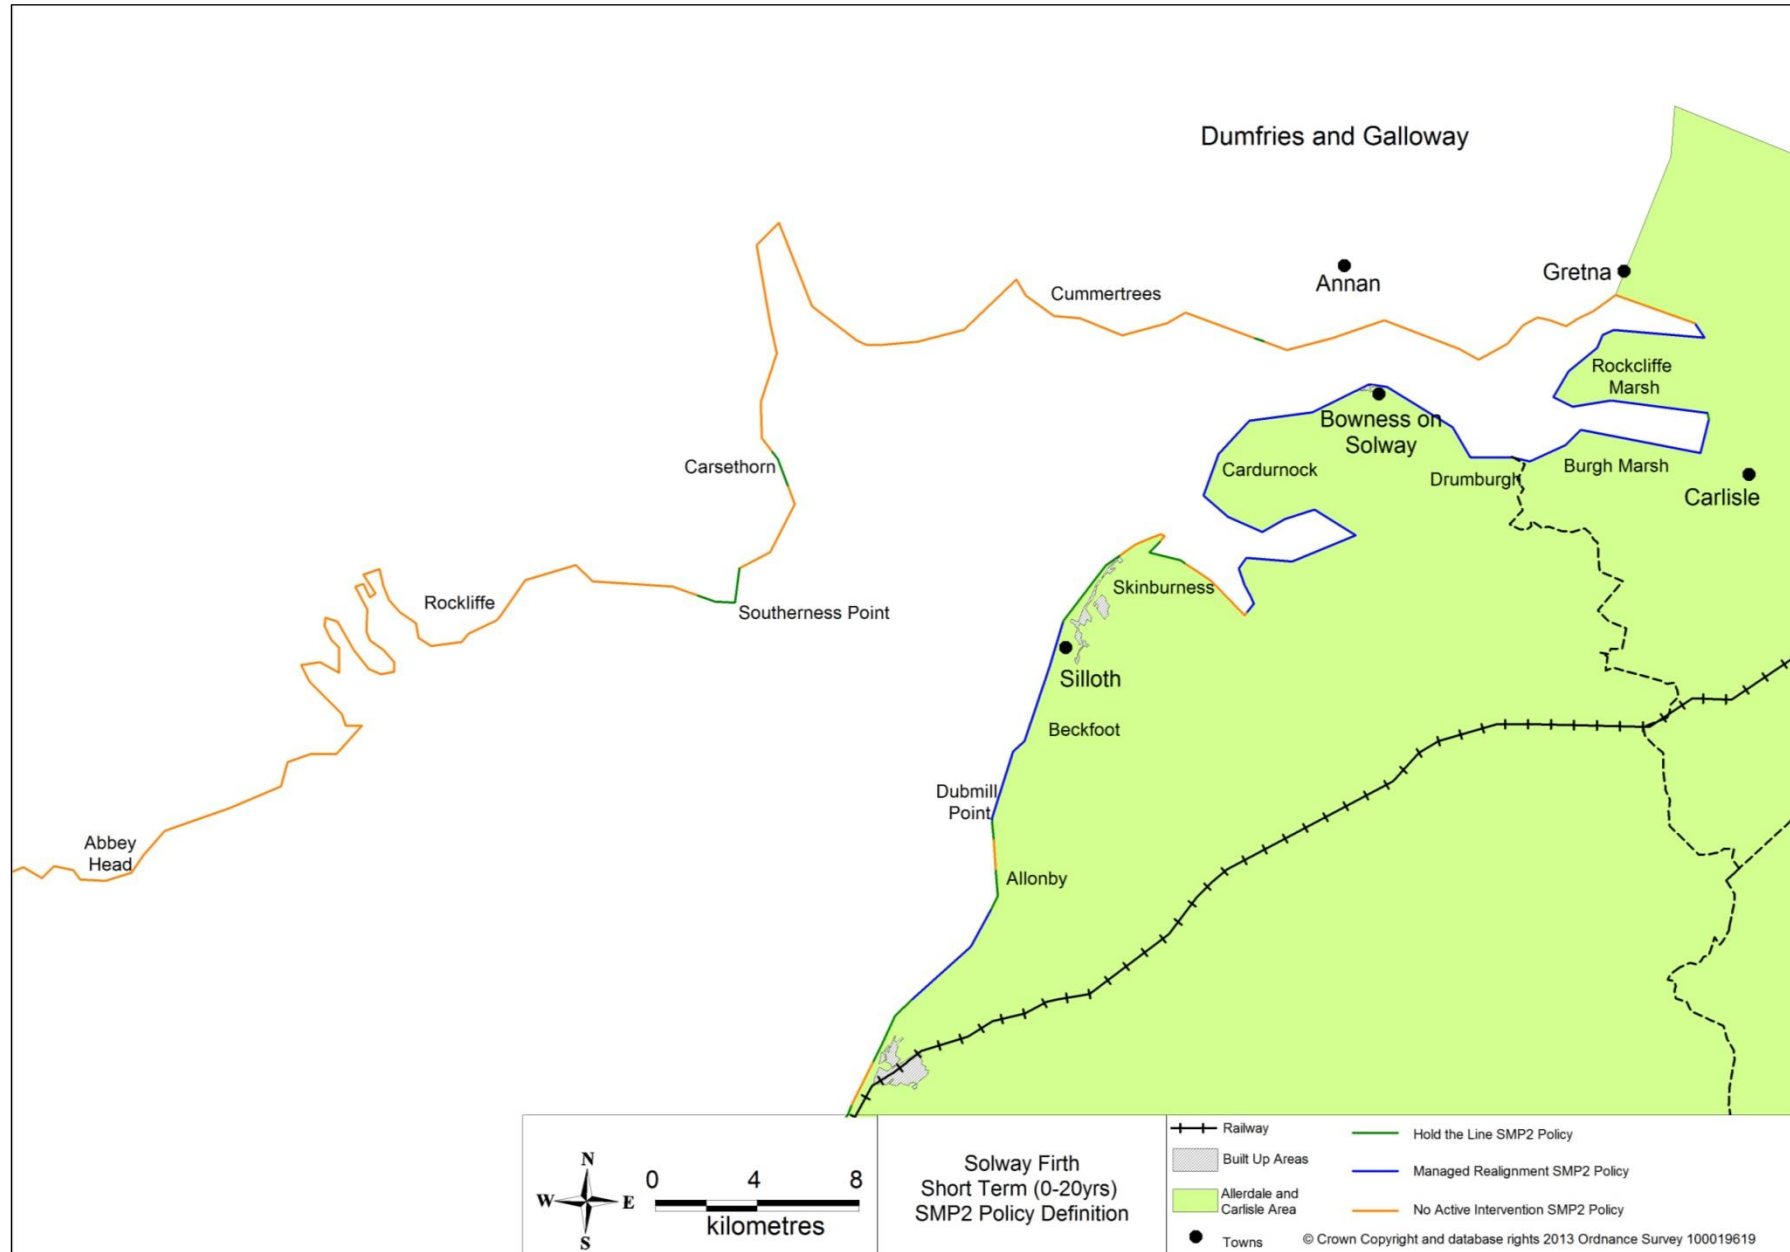 Dumfries and Galloway
Annan
Gretna
Cummertrees
Rockcliffe
Marsh
Bowness on
Solway
Carsethorn
Cardurnock
Drumburgh
Burgh Marsh
Carlisle
Rockliffe
Southerness Point
Skinburness
Silloth
Beckfoot
Dubmill
Point
Abbey
Head
Allonby
N
W
E
S
0 4 8
kilometres
Solway Firth
Short Term (0-20yrs)
SMP2 Policy Definition
Railway
Built Up Areas
Allerdale and
Carlisle Area
Towns
Hold the Line SMP2 Policy
Managed Realignment SMP2 Policy
No Active Intervention SMP2 Policy
© Crown Copyright and database rights 2013 Ordnance Survey 100019619